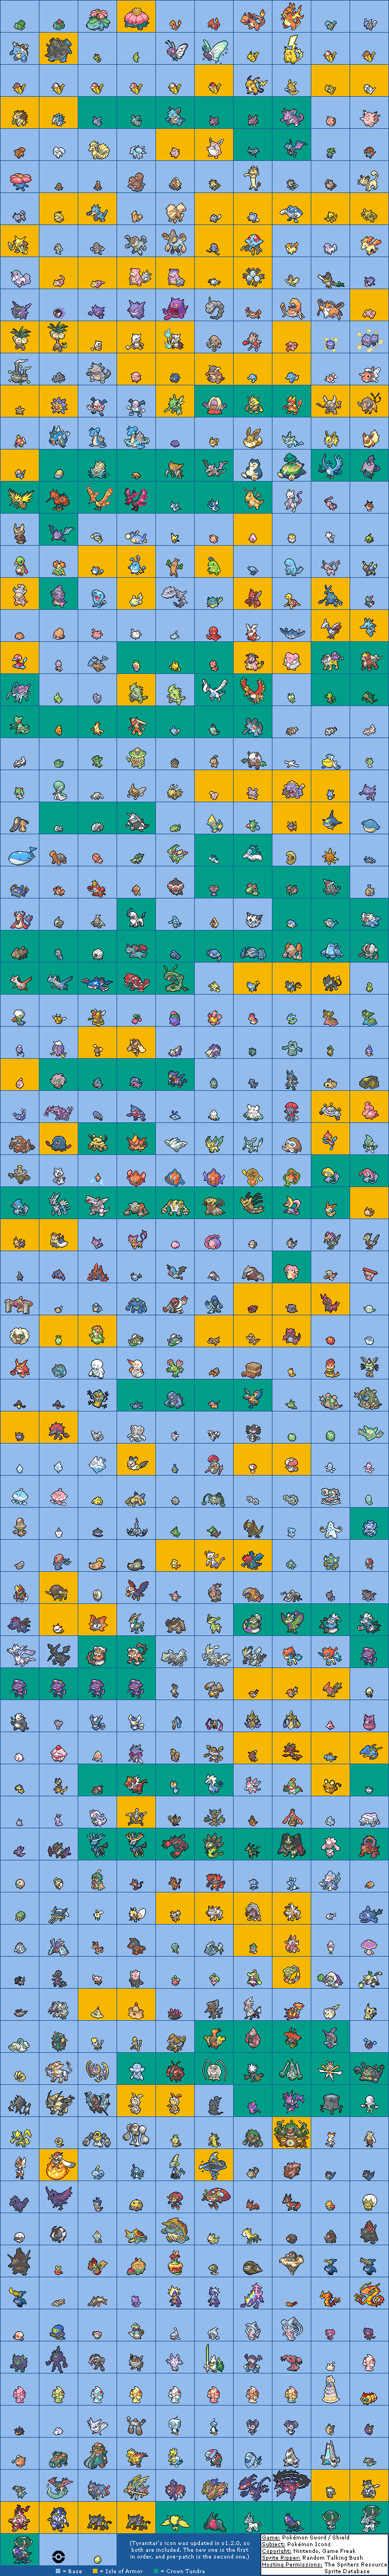 (Tyranitar's icon was updated in v1.2.0, so
both are included. The new one is the first
in order, and pre-patch is the second one.)
= Base
= Isle of Armor
= Crown Tundra
Game: Pokémon Sword / Shield
Subject: Pokémon Icons
Copyright: Nintendo, Game Freak
Sprite Ripper: Random Talking Bush
Hosting Permissions: The Spriters Resource
Sprite Database